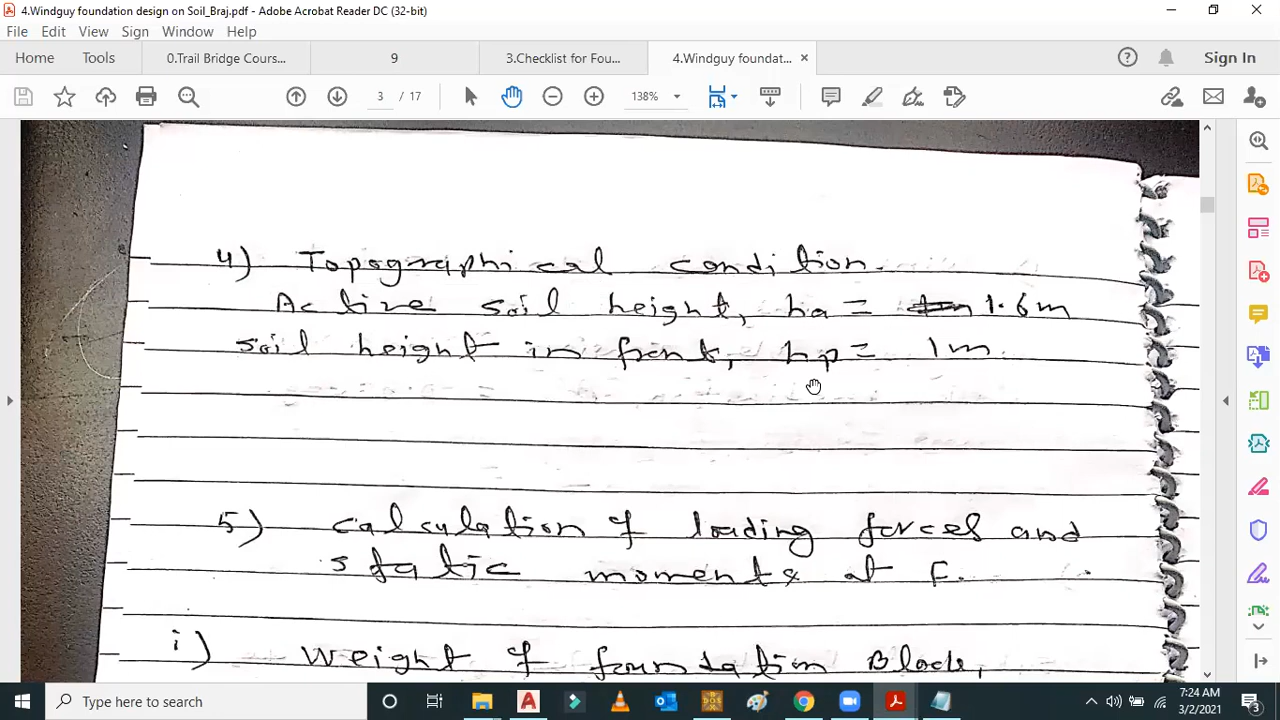 4.Windguy foundation design on Soil_Braj.pdf - Adobe Acrobat Reader DC (32-bit)
File Edit View Sign Window Help
Home Tools 0.Trail Bridge Cours... 9 3.Checklist for Fou... 4.Windguy foundat... × Sign In
3 / 17 138%
4) Topographical condition.
Active soil height, ha = 1.6m
soil height in front, hp = 1m
5) Calculation of loading forces and
static moments at F.
i) Weight of foundation Block,
Type here to search
7:24 AM
3/2/2021
3